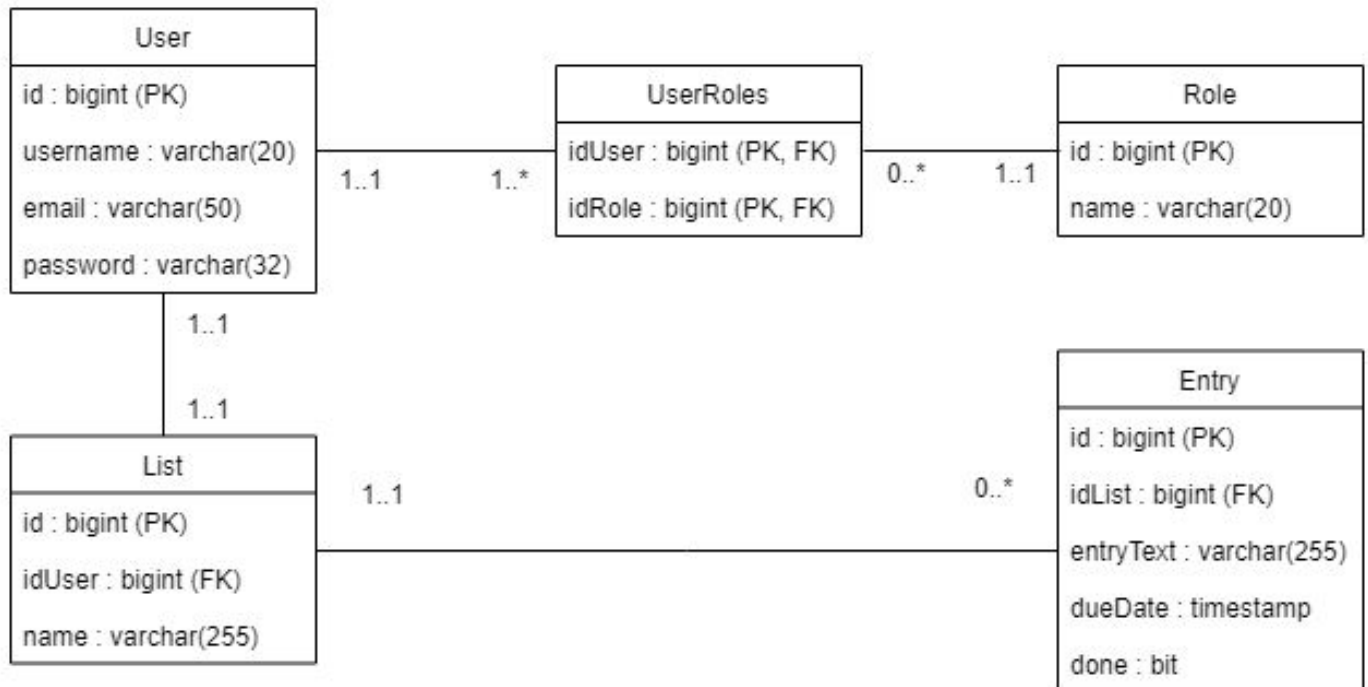 User
id : bigint (PK)
username : varchar(20)
email : varchar(50)
password : varchar(32)
1..1
1..*
UserRoles
idUser : bigint (PK, FK)
idRole : bigint (PK, FK)
0..*
1..1
Role
id : bigint (PK)
name : varchar(20)
1..1
1..1
List
id : bigint (PK)
idUser : bigint (FK)
name : varchar(255)
1..1
0..*
Entry
id : bigint (PK)
idList : bigint (FK)
entryText : varchar(255)
dueDate : timestamp
done : bit